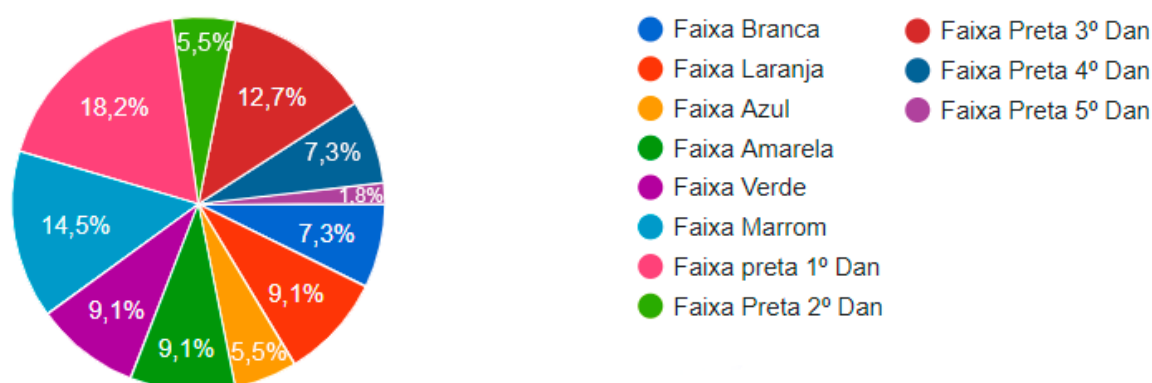 5,5%
12,7%
18,2%
7,3%
1,8%
14,5%
7,3%
9,1%
9,1%
9,1%
5,5%
Faixa Branca
Faixa Laranja
Faixa Azul
Faixa Amarela
Faixa Verde
Faixa Marrom
Faixa preta 1º Dan
Faixa Preta 2º Dan
Faixa Preta 3º Dan
Faixa Preta 4º Dan
Faixa Preta 5º Dan